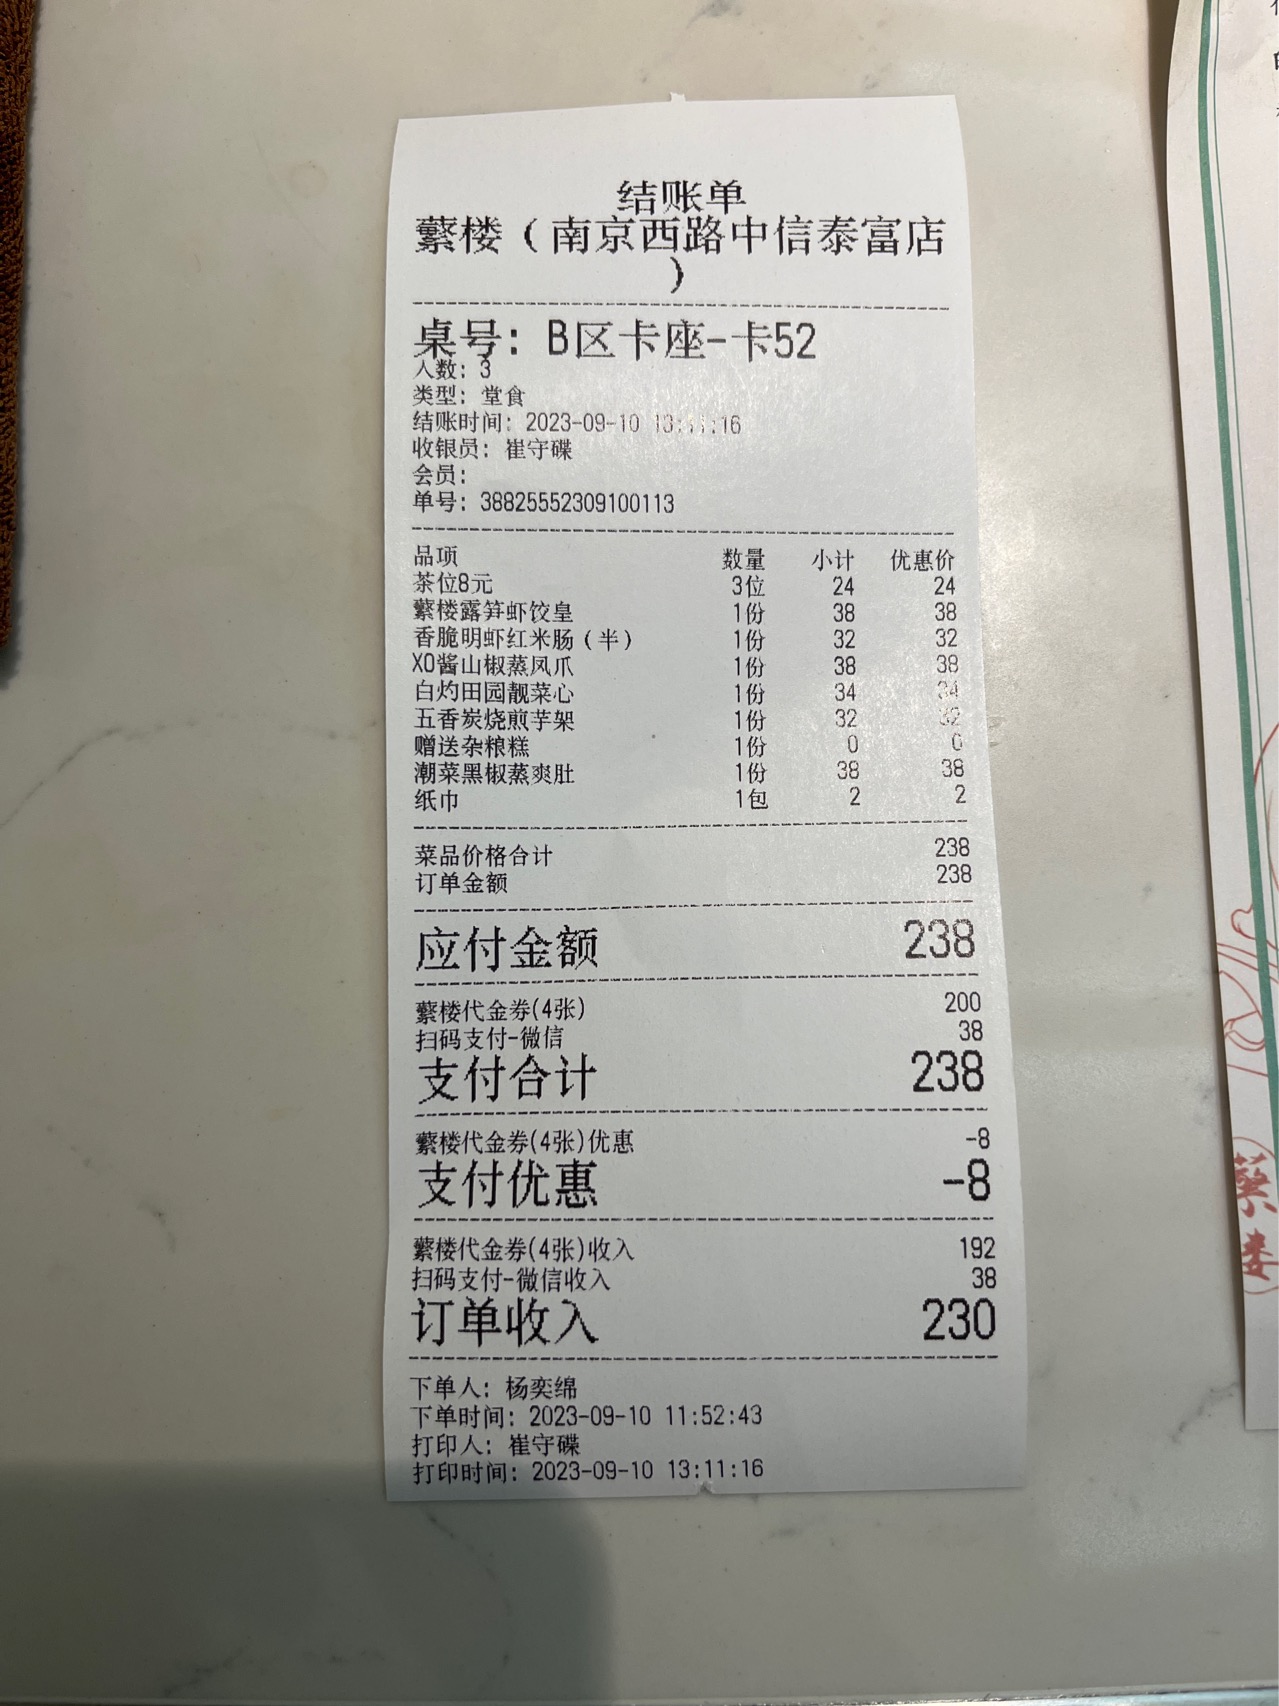 结账单
蘩楼（南京西路中信泰富店
）
桌号：B区卡座-卡52
人数：3
类型：堂食
结账时间：2023-09-10 13:11:16
收银员：崔守碟
会员：
单号：38825552309100113
品项 数量 小计 优惠价
茶位8元 3位 24 24
蘩楼露笋虾饺皇 1份 38 38
香脆明虾红米肠（半） 1份 32 32
XO酱山椒蒸凤爪 1份 38 38
白灼田园靓菜心 1份 34 34
五香炭烧煎芋架 1份 32 32
赠送杂粮糕 1份 0 0
潮菜黑椒蒸爽肚 1份 38 38
纸巾 1包 2 2
菜品价格合计 238
订单金额 238
应付金额 238
蘩楼代金券(4张) 200
扫码支付-微信 38
支付合计 238
蘩楼代金券(4张)优惠 -8
支付优惠 -8
蘩楼代金券(4张)收入 192
扫码支付-微信收入 38
订单收入 230
下单人：杨奕绵
下单时间：2023-09-10 11:52:43
打印人：崔守碟
打印时间：2023-09-10 13:11:16